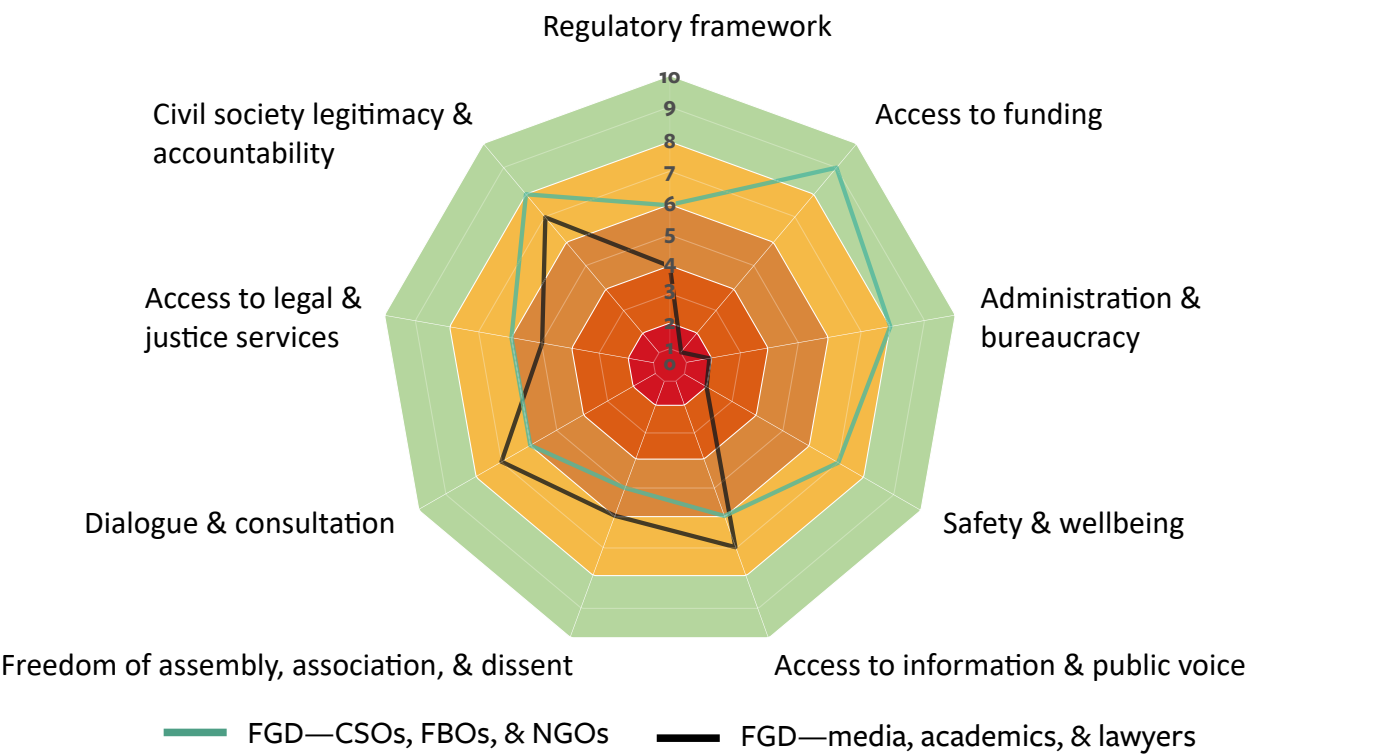 Regulatory framework
Civil society legitimacy &
accountability
Access to funding
10
9
8
7
6
5
4
3
2
1
0
Access to legal &
justice services
Administration &
bureaucracy
Dialogue & consultation
Safety & wellbeing
Freedom of assembly, association, & dissent
Access to information & public voice
FGD—CSOs, FBOs, & NGOs
FGD—media, academics, & lawyers